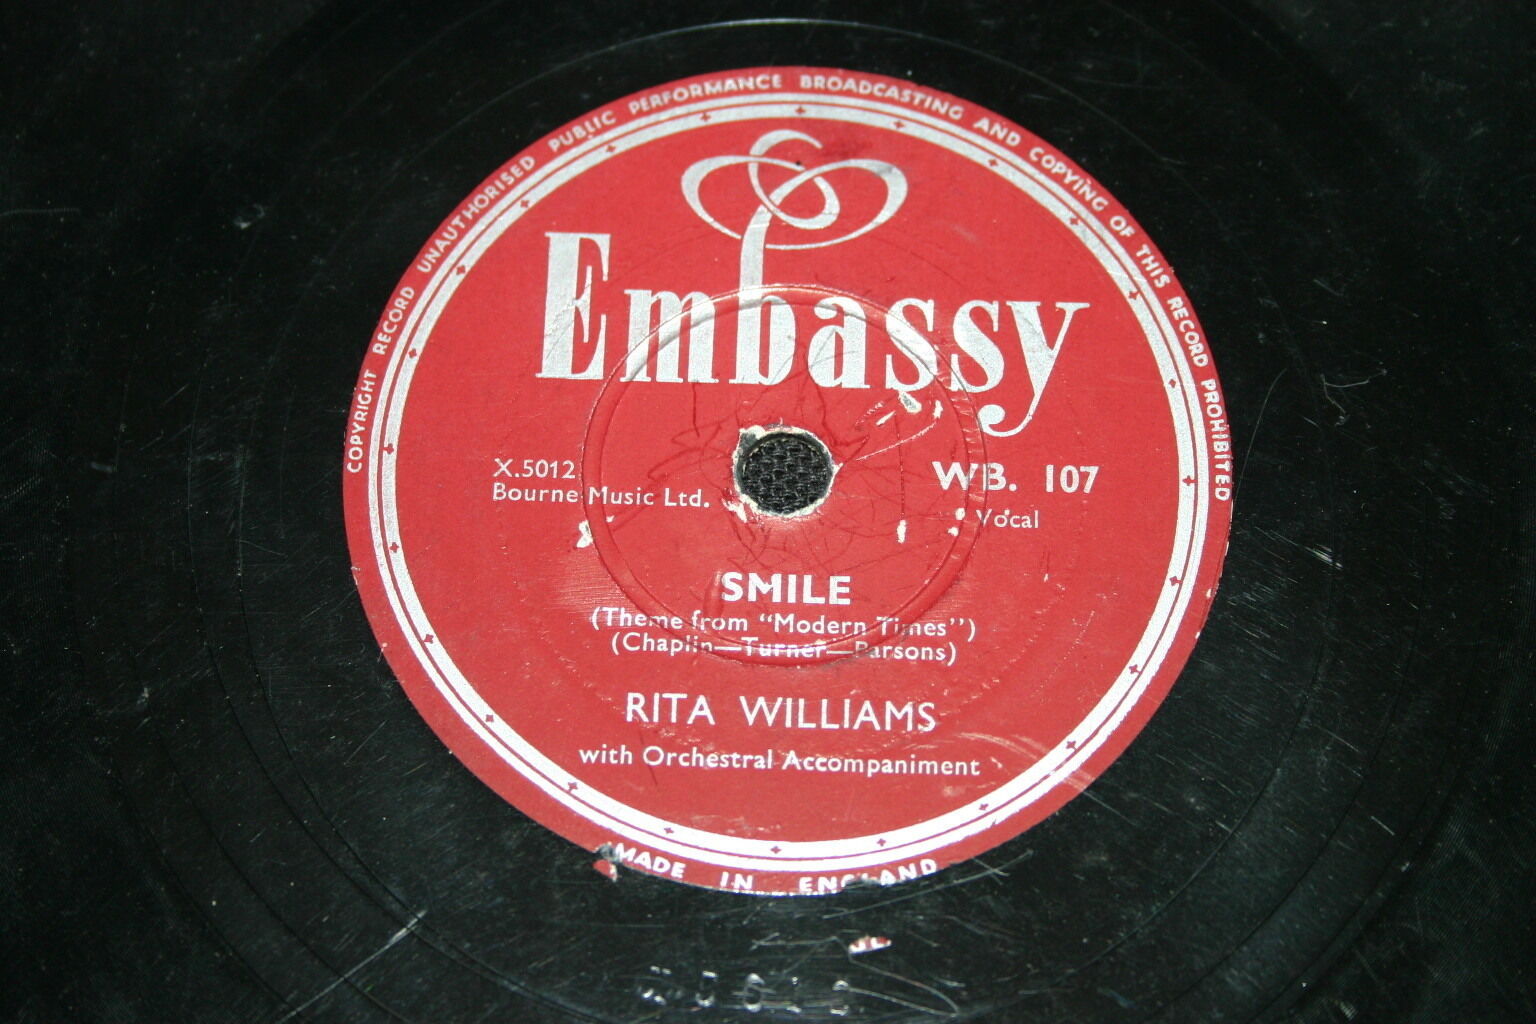 COPYRIGHT RECORD UNAUTHORISED PUBLIC PERFORMANCE BROADCASTING AND COPYING OF THIS RECORD PROHIBITED
Embassy
X.5012
Bourne Music Ltd.
WB. 107
Vocal
SMILE
(Theme from “Modern Times”)
(Chaplin—Turner—Parsons)
RITA WILLIAMS
with Orchestral Accompaniment
MADE IN ENGLAND